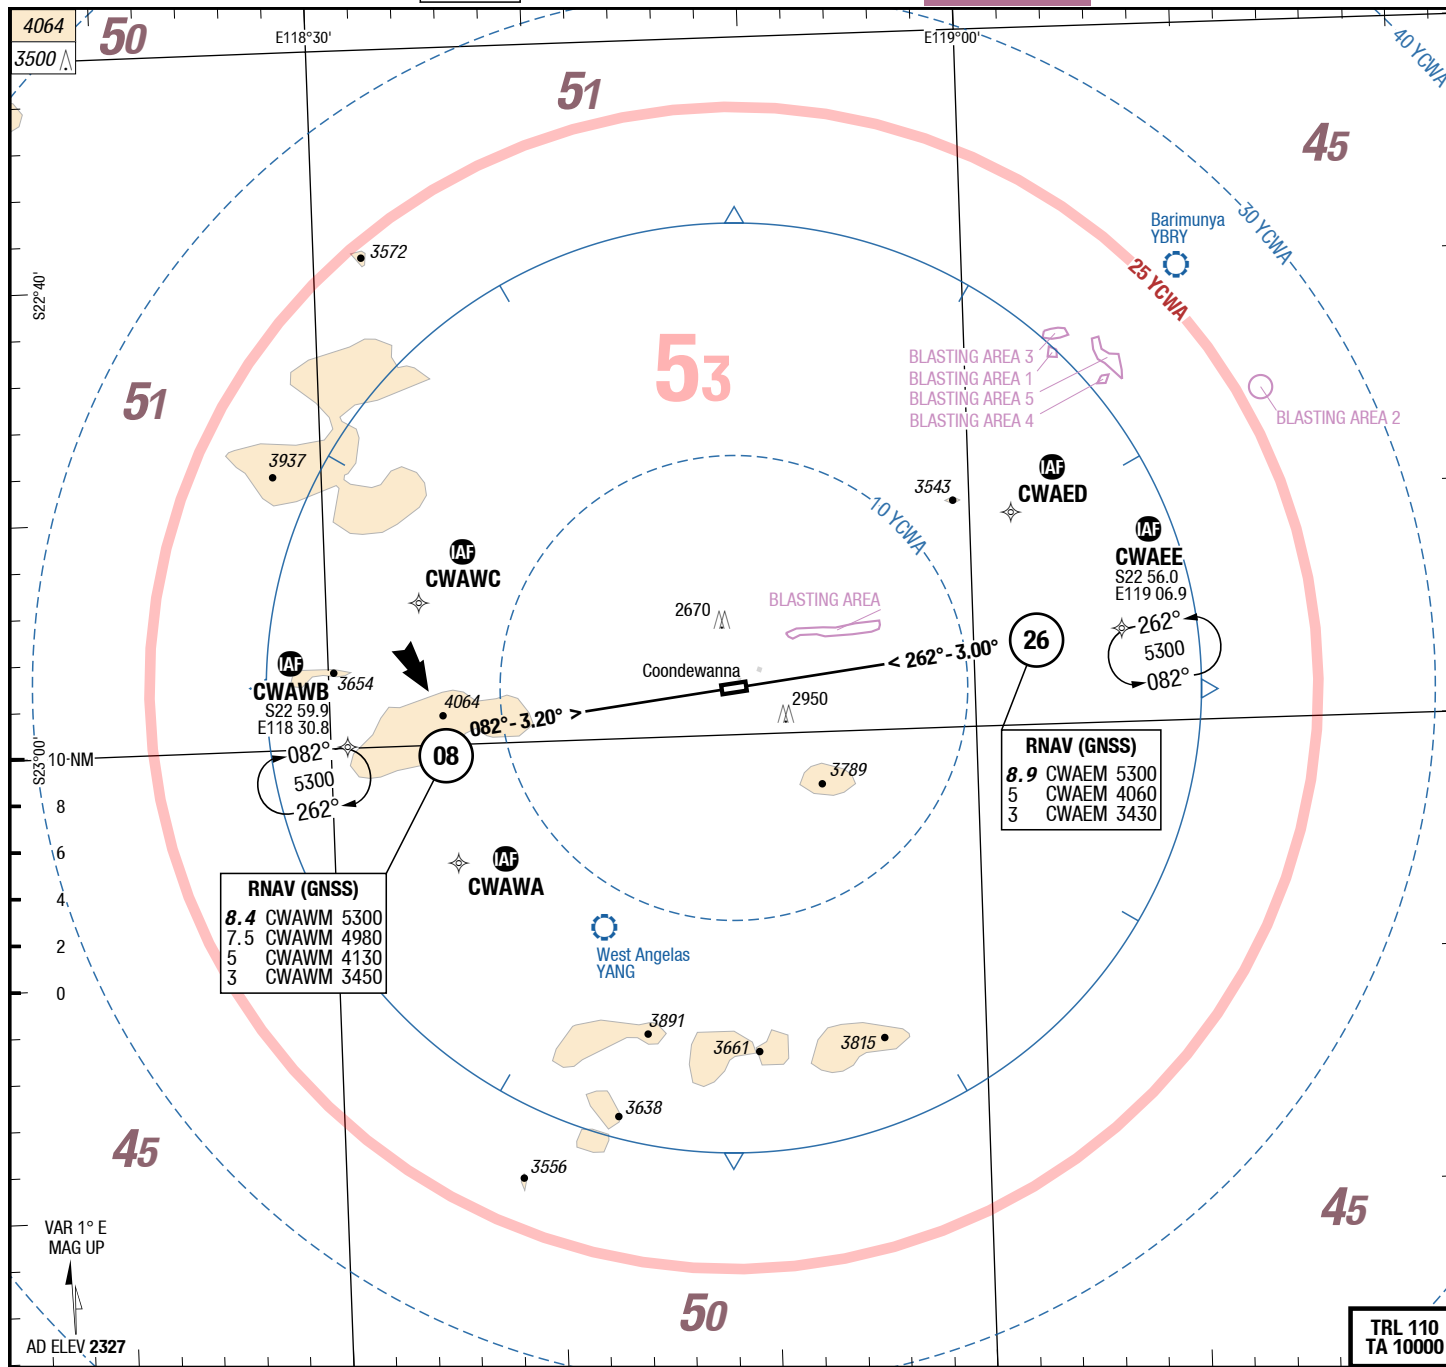 4064
3500
50
E118°30'
E119°00'
40 YCWA
51
45
Barimunya
YBRY
30 YCWA
3572
25 YCWA
S22°40'
53
BLASTING AREA 3
BLASTING AREA 1
BLASTING AREA 5
BLASTING AREA 4
BLASTING AREA 2
51
3937
IAF
CWAED
3543
10 YCWA
IAF
CWAEE
S22 56.0
E119 06.9
IAF
CWAWC
2670
BLASTING AREA
262°
5300
082°
26
< 262°- 3.00°
Coondewanna
2950
IAF
CWAWB
S22 59.9
E118 30.8
3654
4064
082°- 3.20° >
08
082°
5300
262°
S23°00'
10 NM
8
6
4
2
0
3789
RNAV (GNSS)
8.9 CWAEM 5300
5 CWAEM 4060
3 CWAEM 3430
IAF
CWAWA
RNAV (GNSS)
8.4 CWAWM 5300
7.5 CWAWM 4980
5 CWAWM 4130
3 CWAWM 3450
West Angelas
YANG
3891
3661
3815
3638
3556
45
45
50
VAR 1° E
MAG UP
AD ELEV 2327
TRL 110
TA 10000